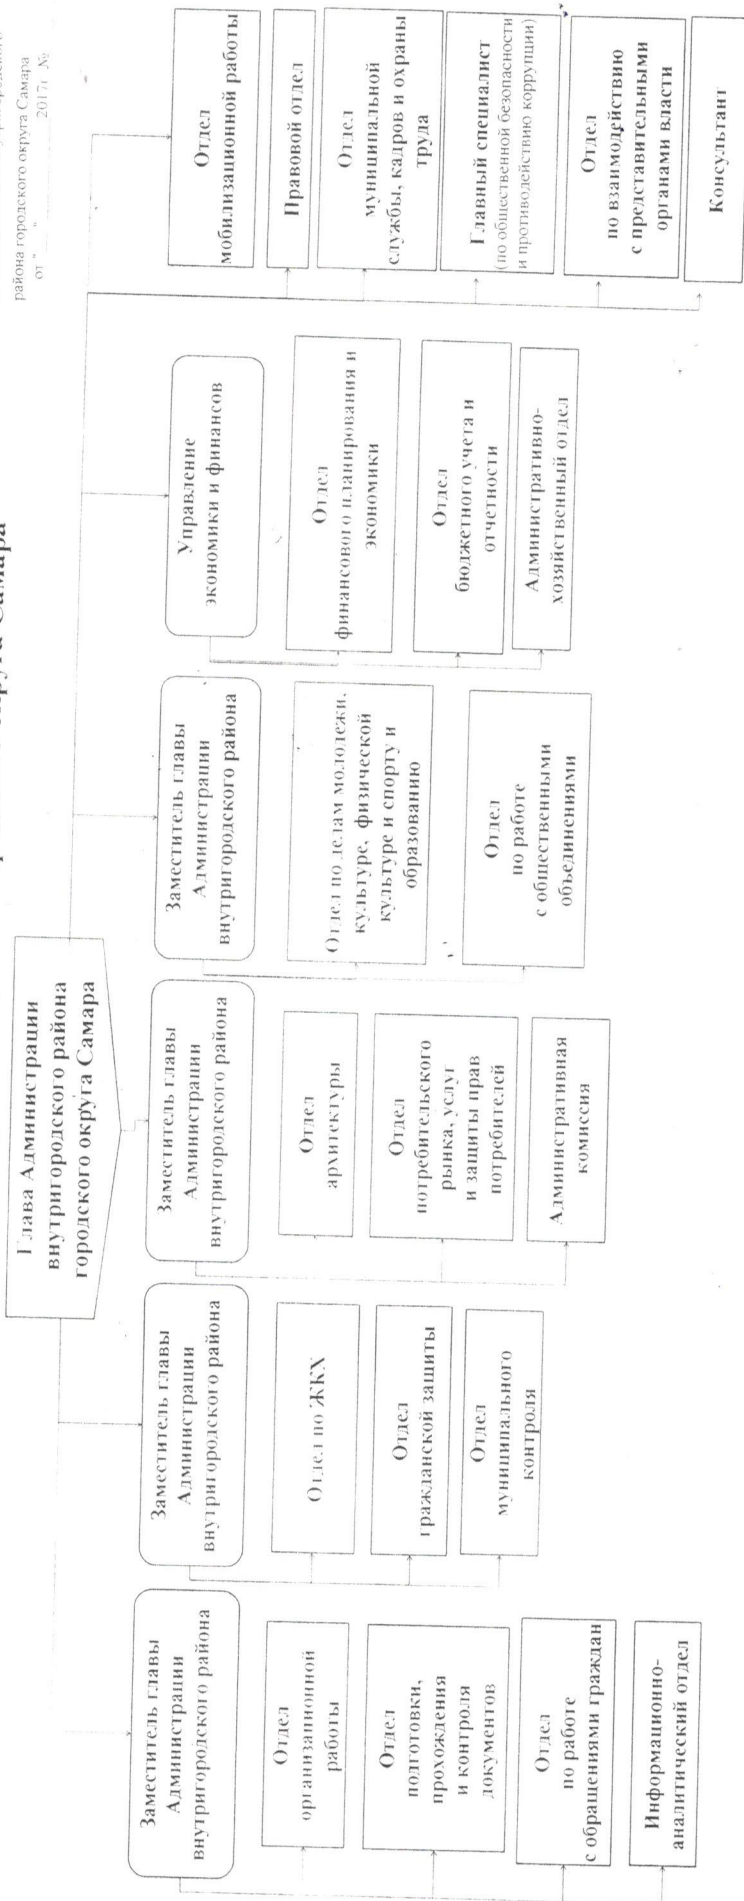 района городского округа Самара
от "___" ________ 2017г. №
округа Самара
Глава Администрации
внутригородского района
городского округа Самара
Заместитель главы
Администрации
внутригородского района
Отдел
организационной
работы
Отдел
подготовки,
прохождения
и контроля
документов
Отдел
по работе
с обращениями граждан
Информационно-
аналитический отдел
Заместитель главы
Администрации
внутригородского района
Отдел по ЖКХ
Отдел
гражданской защиты
Отдел
муниципального
контроля
Заместитель главы
Администрации
внутригородского района
Отдел
архитектуры
Отдел
потребительского
рынка, услуг
и защиты прав
потребителей
Административная
комиссия
Заместитель главы
Администрации
внутригородского района
Отдел по делам молодежи,
культуре, физической
культуре и спорту и
образованию
Отдел
по работе
с общественными
объединениями
Управление
экономики и финансов
Отдел
финансового планирования и
экономики
Отдел
бюджетного учета и
отчетности
Административно-
хозяйственный отдел
Отдел
мобилизационной работы
Правовой отдел
Отдел
муниципальной
службы, кадров и охраны
труда
Главный специалист
(по общественной безопасности
и противодействию коррупции)
Отдел
по взаимодействию
с представительными
органами власти
Консультант